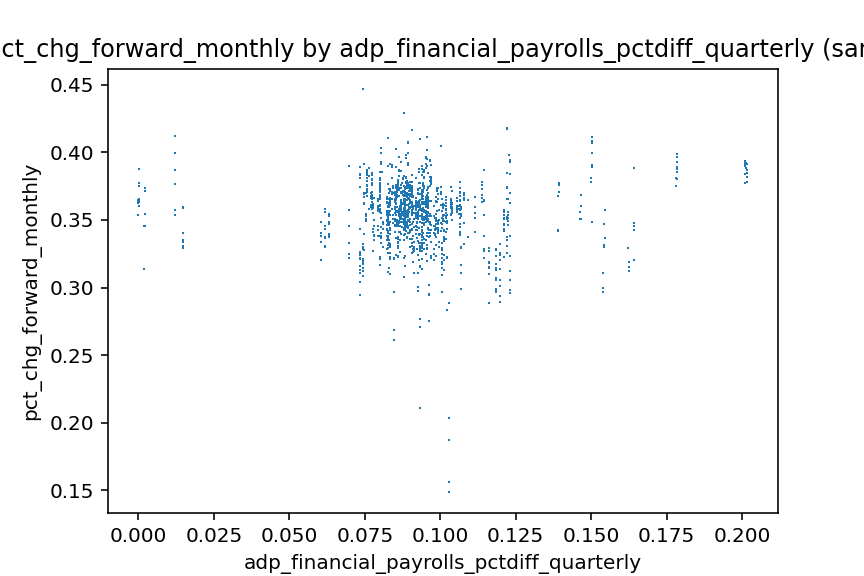 ct_chg_forward_monthly by adp_financial_payrolls_pctdiff_quarterly (sar
0.45
0.40
0.35
0.30
0.25
0.20
0.15
pct_chg_forward_monthly
0.000 0.025 0.050 0.075 0.100 0.125 0.150 0.175 0.200
adp_financial_payrolls_pctdiff_quarterly